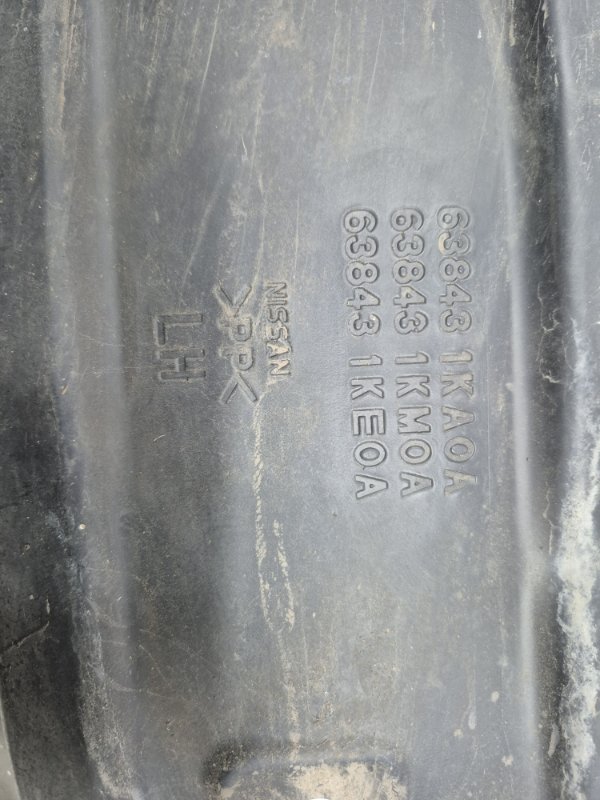 63843 1KA0A
63843 1KM0A
63843 1KE0A
NISSAN
>PP<
LH